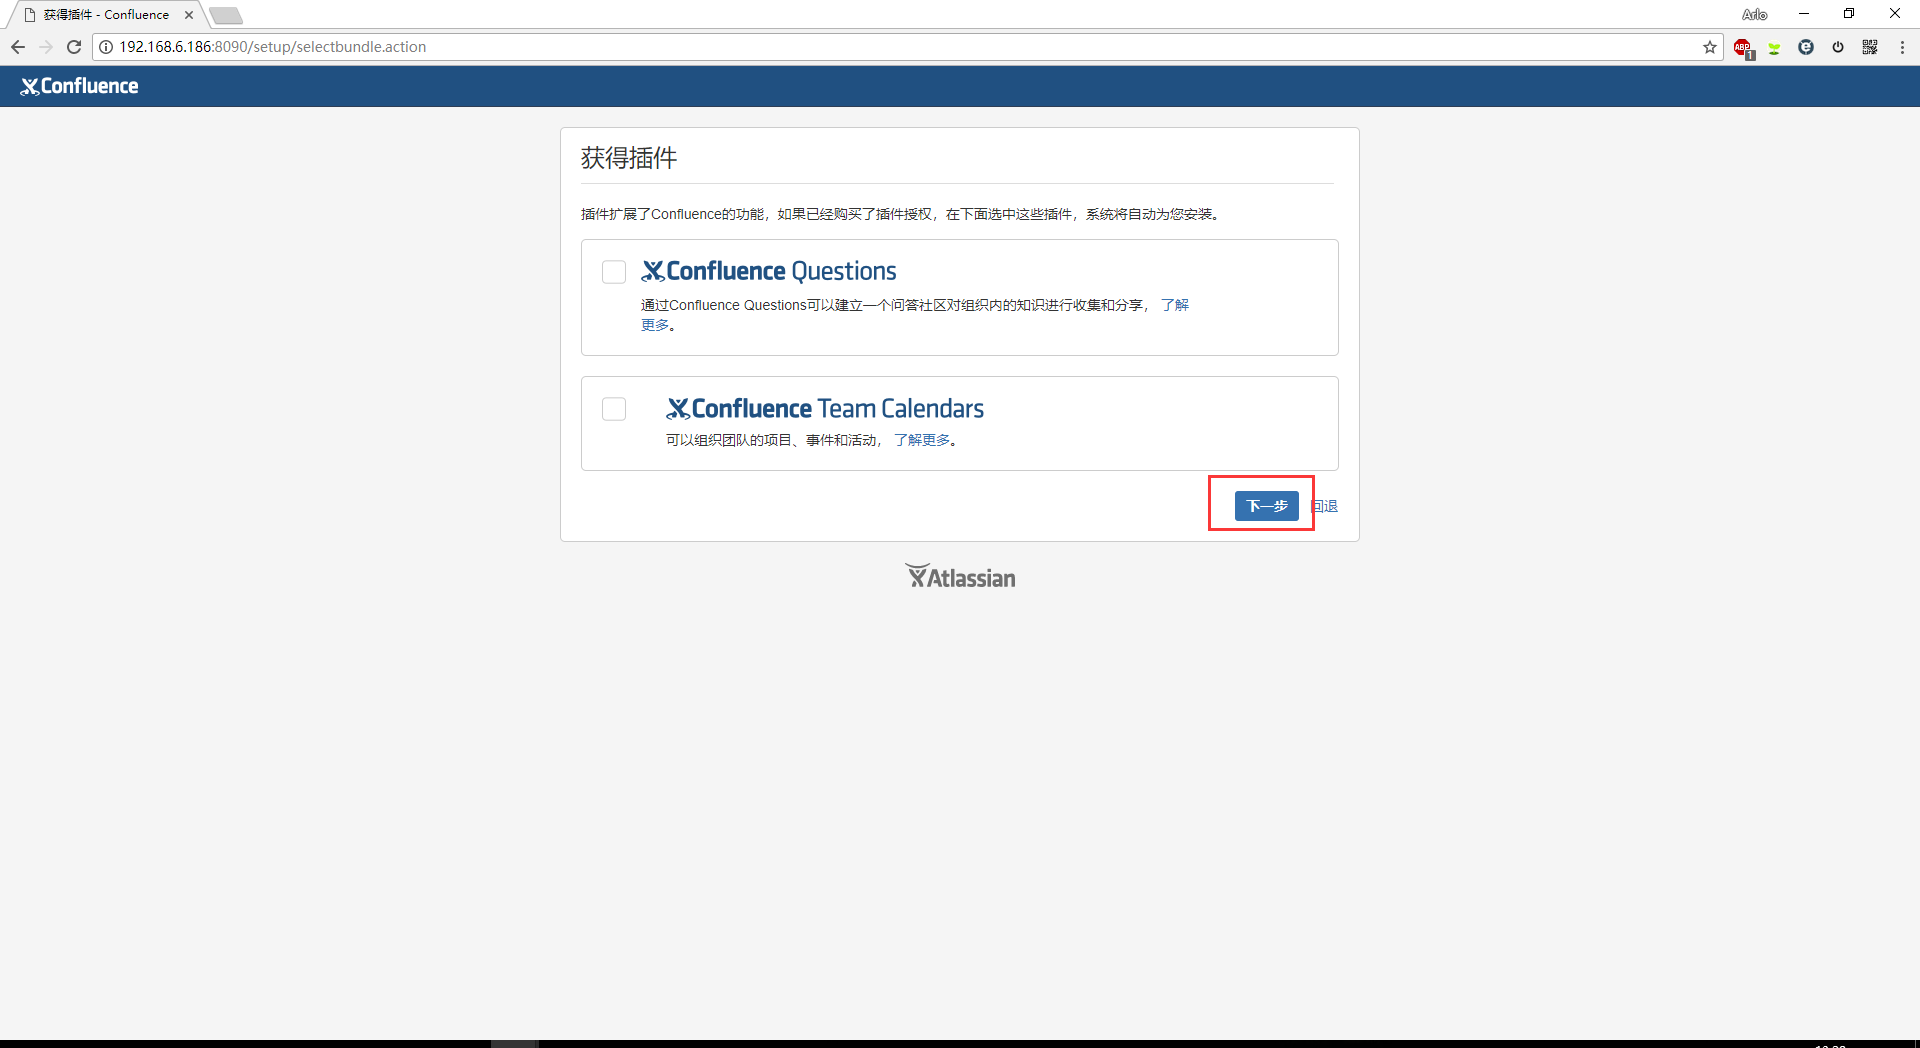 获得插件 - Confluence
Arlo
192.168.6.186:8090/setup/selectbundle.action
ABP
1
Confluence
获得插件
插件扩展了Confluence的功能，如果已经购买了插件授权，在下面选中这些插件，系统将自动为您安装。
Confluence Questions
通过Confluence Questions可以建立一个问答社区对组织内的知识进行收集和分享， 了解
更多。
Confluence Team Calendars
可以组织团队的项目、事件和活动， 了解更多。
下一步 回退
Atlassian